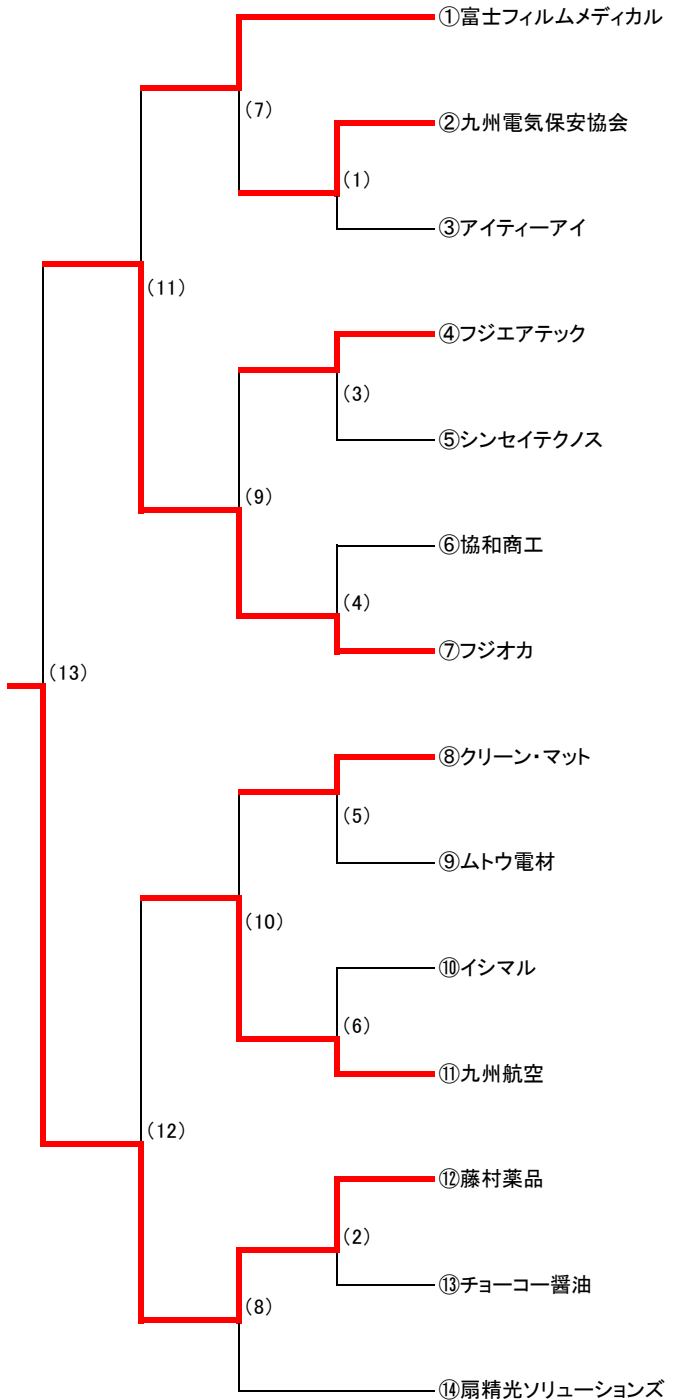 ①富士フィルムメディカル
(7)
②九州電気保安協会
(1)
③アイティーアイ
(11)
④フジエアテック
(3)
⑤シンセイテクノス
(9)
⑥協和商工
(4)
⑦フジオカ
(13)
⑧クリーン・マット
(5)
⑨ムトウ電材
(10)
⑩イシマル
(6)
⑪九州航空
(12)
⑫藤村薬品
(2)
⑬チョーコー醤油
(8)
⑭扇精光ソリューションズ